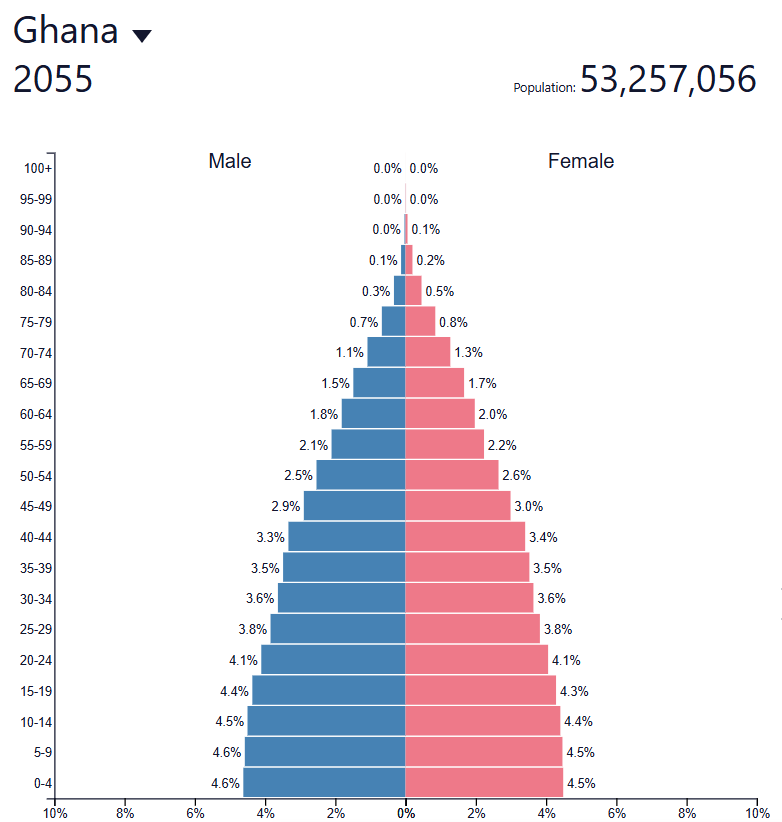 Ghana
2055
Population: 53,257,056
Male Female
100+ 0.0% 0.0%
95-99 0.0% 0.0%
90-94 0.0% 0.1%
85-89 0.1% 0.2%
80-84 0.3% 0.5%
75-79 0.7% 0.8%
70-74 1.1% 1.3%
65-69 1.5% 1.7%
60-64 1.8% 2.0%
55-59 2.1% 2.2%
50-54 2.5% 2.6%
45-49 2.9% 3.0%
40-44 3.3% 3.4%
35-39 3.5% 3.5%
30-34 3.6% 3.6%
25-29 3.8% 3.8%
20-24 4.1% 4.1%
15-19 4.4% 4.3%
10-14 4.5% 4.4%
5-9 4.6% 4.5%
0-4 4.6% 4.5%
10% 8% 6% 4% 2% 0% 2% 4% 6% 8% 10%